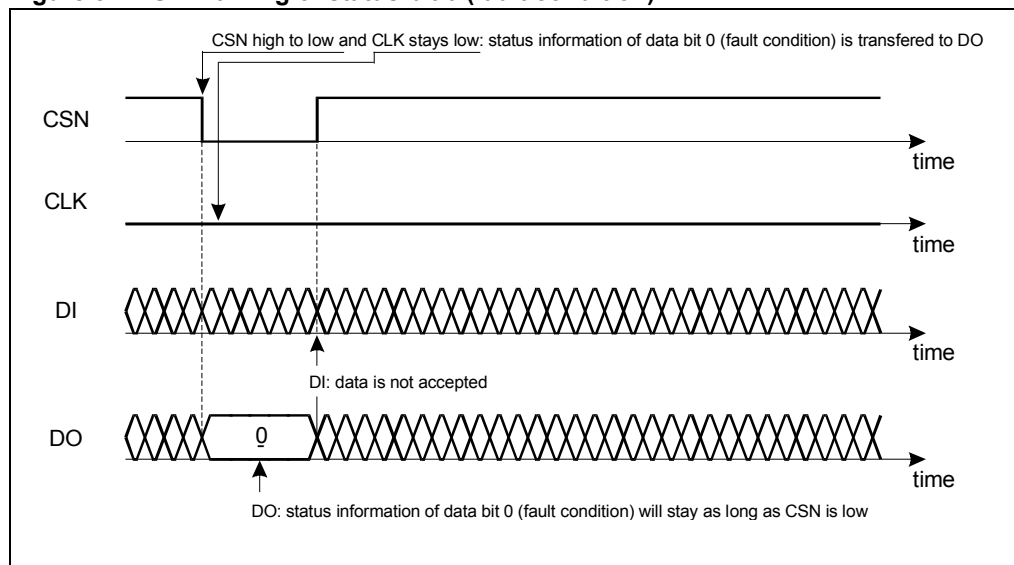 CSN high to low and CLK stays low: status information of data bit 0 (fault condition) is transfered to DO
CSN
time
CLK
time
DI
time
DI: data is not accepted
DO
0
time
DO: status information of data bit 0 (fault condition) will stay as long as CSN is low